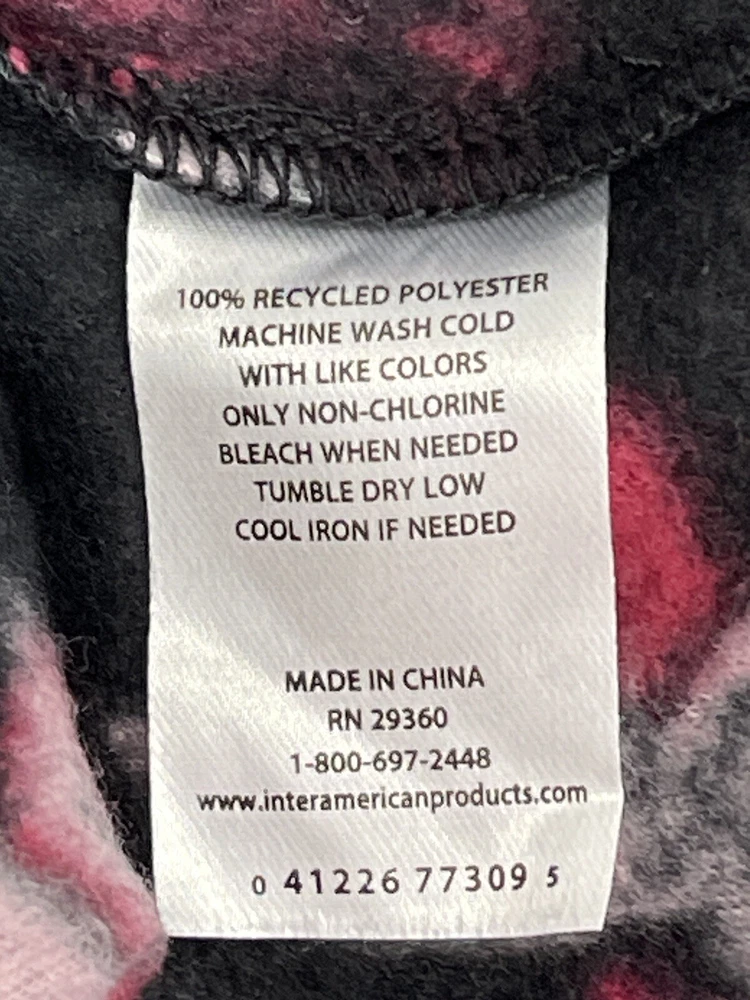 100% RECYCLED POLYESTER
MACHINE WASH COLD
WITH LIKE COLORS
ONLY NON-CHLORINE
BLEACH WHEN NEEDED
TUMBLE DRY LOW
COOL IRON IF NEEDED
MADE IN CHINA
RN 29360
1-800-697-2448
www.interamericanproducts.com
0 41226 77309 5